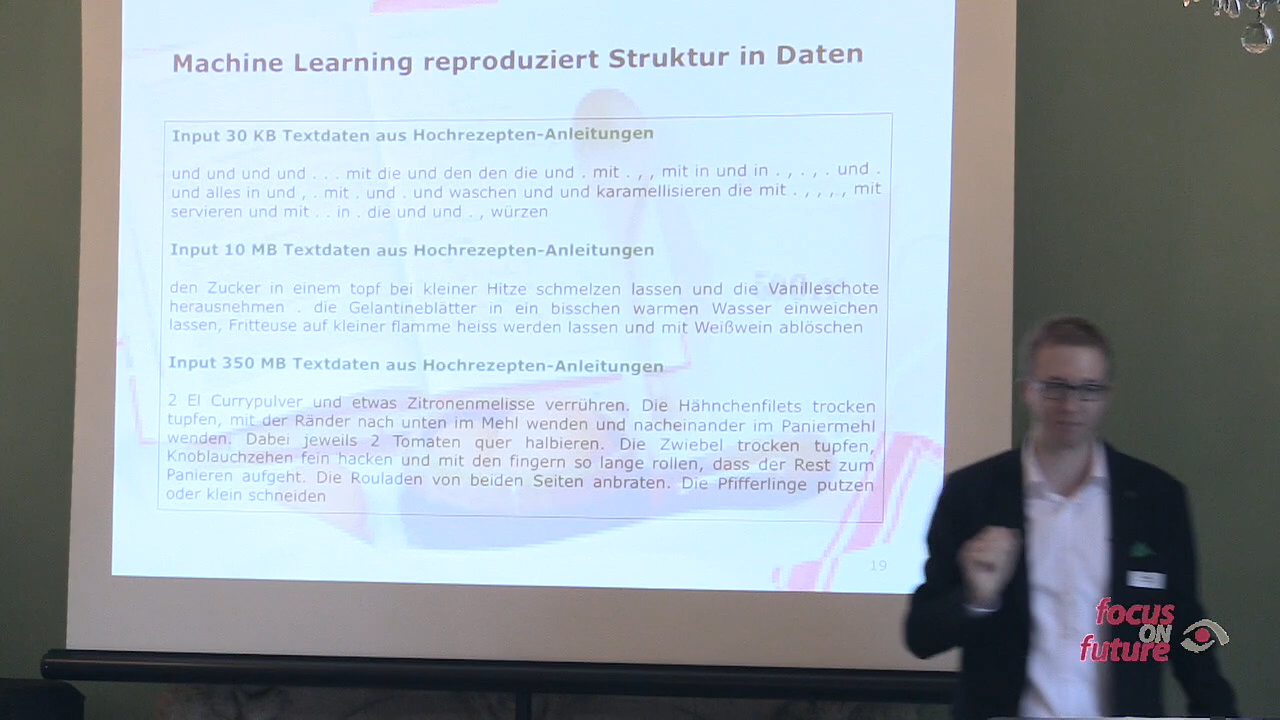 Machine Learning reproduziert Struktur in Daten
Input 30 KB Textdaten aus Hochrezepten-Anleitungen
und und und und . . . mit die und den den die und . mit . , , mit in und in . , . , . und .
und alles in und , . mit . und . und waschen und und karamellisieren die mit . , , , , mit
servieren und mit . . in . die und und . , würzen
Input 10 MB Textdaten aus Hochrezepten-Anleitungen
den Zucker in einem topf bei kleiner Hitze schmelzen lassen und die Vanilleschote
herausnehmen . die Gelantineblätter in ein bisschen warmen Wasser einweichen
lassen, Fritteuse auf kleiner flamme heiss werden lassen und mit Weißwein ablöschen
Input 350 MB Textdaten aus Hochrezepten-Anleitungen
2 El Currypulver und etwas Zitronenmelisse verrühren. Die Hähnchenfilets trocken
tupfen, mit der Ränder nach unten im Mehl wenden und nacheinander im Paniermehl
wenden. Dabei jeweils 2 Tomaten quer halbieren. Die Zwiebel trocken tupfen,
Knoblauchzehen fein hacken und mit den fingern so lange rollen, dass der Rest zum
Panieren aufgeht. Die Rouladen von beiden Seiten anbraten. Die Pfifferlinge putzen
oder klein schneiden
19
focus
ON
future